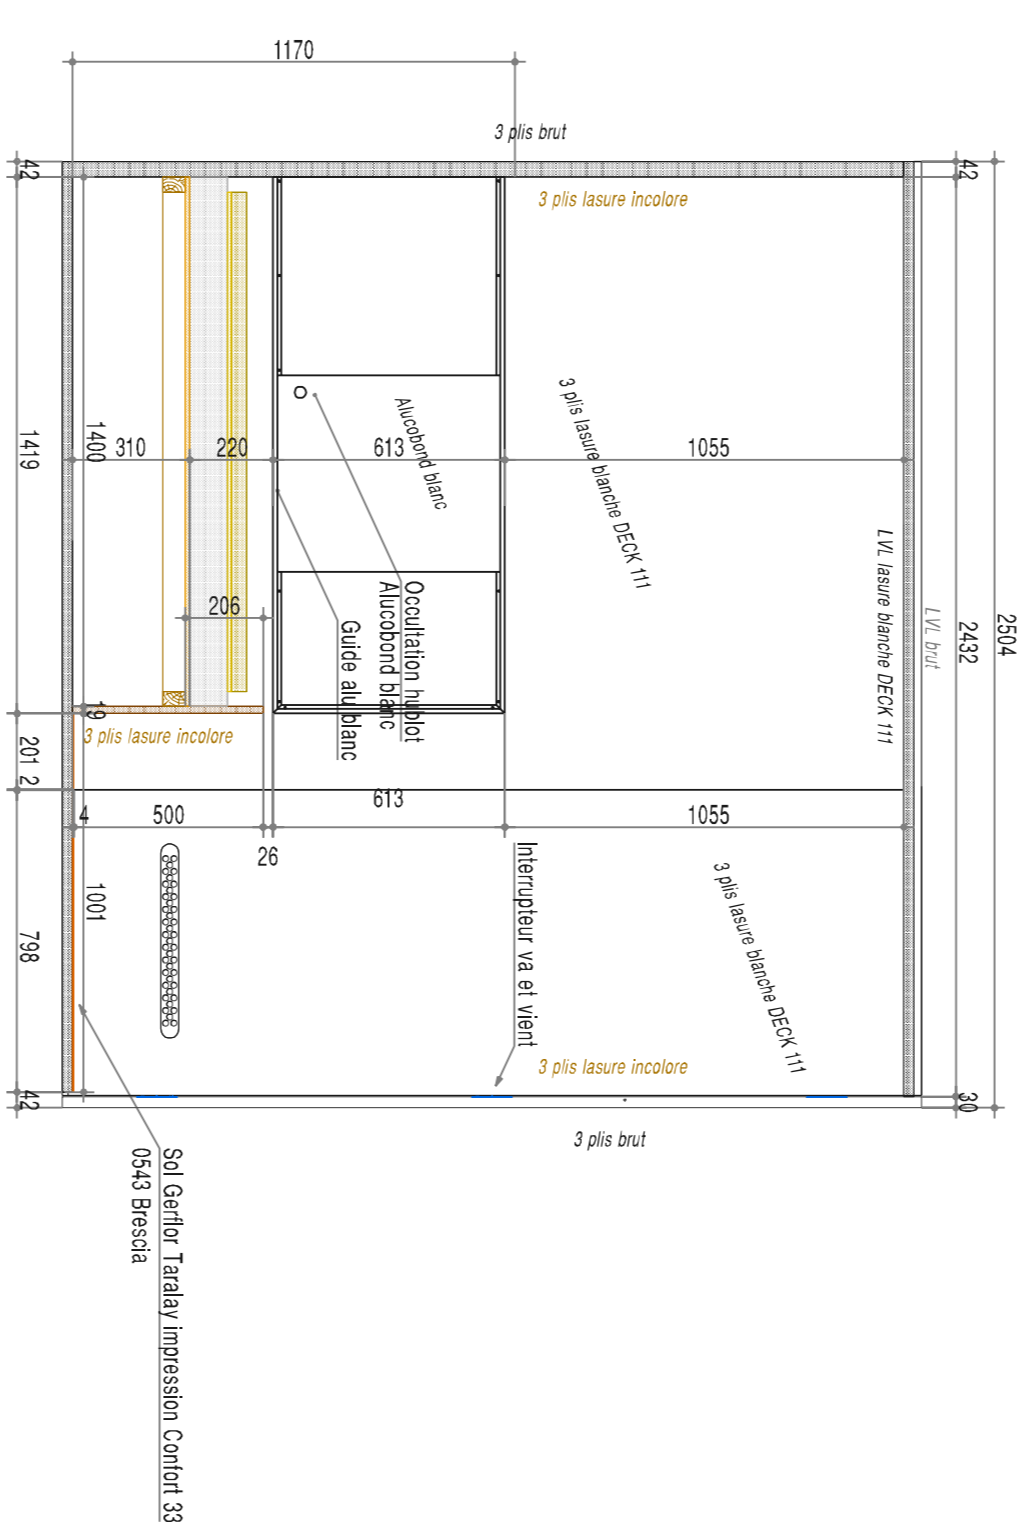 1170
3 plis brut
42
42
2504
3 plis lasure incolore
3 plis lasure blanche DECK 111
Alucobond blanc
1419
1400
310
220
613
1055
LVL lasure blanche DECK 111
LVL brut
2432
206
Occultation hublot
Alucobond blanc
Guide alu blanc
19
3 plis lasure incolore
201
2
4
500
26
613
1055
798
1001
Interrupteur va et vient
3 plis lasure blanche DECK 111
3 plis lasure incolore
42
30
3 plis brut
Sol Gerflor Taralay impression Confort 33
0543 Brescia